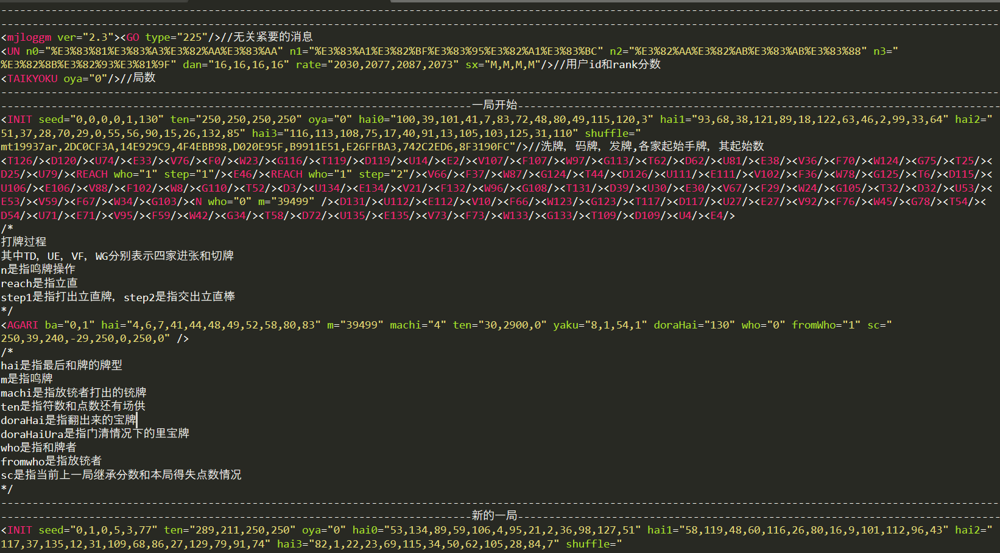 --------------------------------------------------------------------------------------------------------------------------------------------------------------
--------------------------------------------------------------------------------------------------------------------------------------------------------------
<mjloggm ver="2.3"><GO type="225"/>//无关紧要的消息
<UN n0="%E3%83%81%E3%83%A3%E3%82%AA%E3%83%AA" n1="%E3%83%A1%E3%82%BF%E3%83%95%E3%82%A1%E3%83%BC" n2="%E3%82%AA%E3%82%AB%E3%83%AB%E3%83%88" n3="
%E3%82%8B%E3%82%93%E3%81%9F" dan="16,16,16,16" rate="2030,2077,2087,2073" sx="M,M,M,M"/>//用户id和rank分数
<TAIKYOKU oya="0"/>//局数
--------------------------------------------------------------------------------------------------------------------------------------------------------------
---------------------------------------------------------------------------一局开始----------------------------------------------------------------------------
<INIT seed="0,0,0,0,1,130" ten="250,250,250,250" oya="0" hai0="100,39,101,41,7,83,72,48,80,49,115,120,3" hai1="93,68,38,121,89,18,122,63,46,2,99,33,64" hai2="
51,37,28,70,29,0,55,56,90,15,26,132,85" hai3="116,113,108,75,17,40,91,13,105,103,125,31,110" shuffle="
mt19937ar,2DC0CF3A,14E929C9,4F4EBB98,D020E95F,B9911E51,E26FFBA3,742C2ED6,8F3190FC"/>//洗牌，码牌，发牌,各家起始手牌，其起始数
<T126/><D120/><U74/><E33/><V76/><F0/><W23/><G116/><T119/><D119/><U14/><E2/><V107/><F107/><W97/><G113/><T62/><D62/><U81/><E38/><V36/><F70/><W124/><G75/><T25/><
D25/><U79/><REACH who="1" step="1"/><E46/><REACH who="1" step="2"/><V66/><F37/><W87/><G124/><T44/><D126/><U111/><E111/><V102/><F36/><W78/><G125/><T6/><D115/><
U106/><E106/><V88/><F102/><W8/><G110/><T52/><D3/><U134/><E134/><V21/><F132/><W96/><G108/><T131/><D39/><U30/><E30/><V67/><F29/><W24/><G105/><T32/><D32/><U53/><
E53/><V59/><F67/><W34/><G103/><N who="0" m="39499" /><D131/><U112/><E112/><V10/><F66/><W123/><G123/><T117/><D117/><U27/><E27/><V92/><F76/><W45/><G78/><T54/><
D54/><U71/><E71/><V95/><F59/><W42/><G34/><T58/><D72/><U135/><E135/><V73/><F73/><W133/><G133/><T109/><D109/><U4/><E4/>
/*
打牌过程
其中TD，UE，VF，WG分别表示四家进张和切牌
n是指鸣牌操作
reach是指立直
step1是指打出立直牌，step2是指交出立直棒
*/
<AGARI ba="0,1" hai="4,6,7,41,44,48,49,52,58,80,83" m="39499" machi="4" ten="30,2900,0" yaku="8,1,54,1" doraHai="130" who="0" fromWho="1" sc="
250,39,240,-29,250,0,250,0" />
/*
hai是指最后和牌的牌型
m是指鸣牌
machi是指放铳者打出的铳牌
ten是指符数和点数还有场供
doraHai是指翻出来的宝牌
doraHaiUra是指门清情况下的里宝牌
who是指和牌者
fromwho是指放铳者
sc是指当前上一局继承分数和本局得失点数情况
*/
--------------------------------------------------------------------------------------------------------------------------------------------------------------
---------------------------------------------------------------------------新的一局----------------------------------------------------------------------------
<INIT seed="0,1,0,5,3,77" ten="289,211,250,250" oya="0" hai0="53,134,89,59,106,4,95,21,2,36,98,127,51" hai1="58,119,48,60,116,26,80,16,9,101,112,96,43" hai2="
117,37,135,12,31,109,68,86,27,129,79,91,74" hai3="82,1,22,23,69,115,34,50,62,105,28,84,7" shuffle="